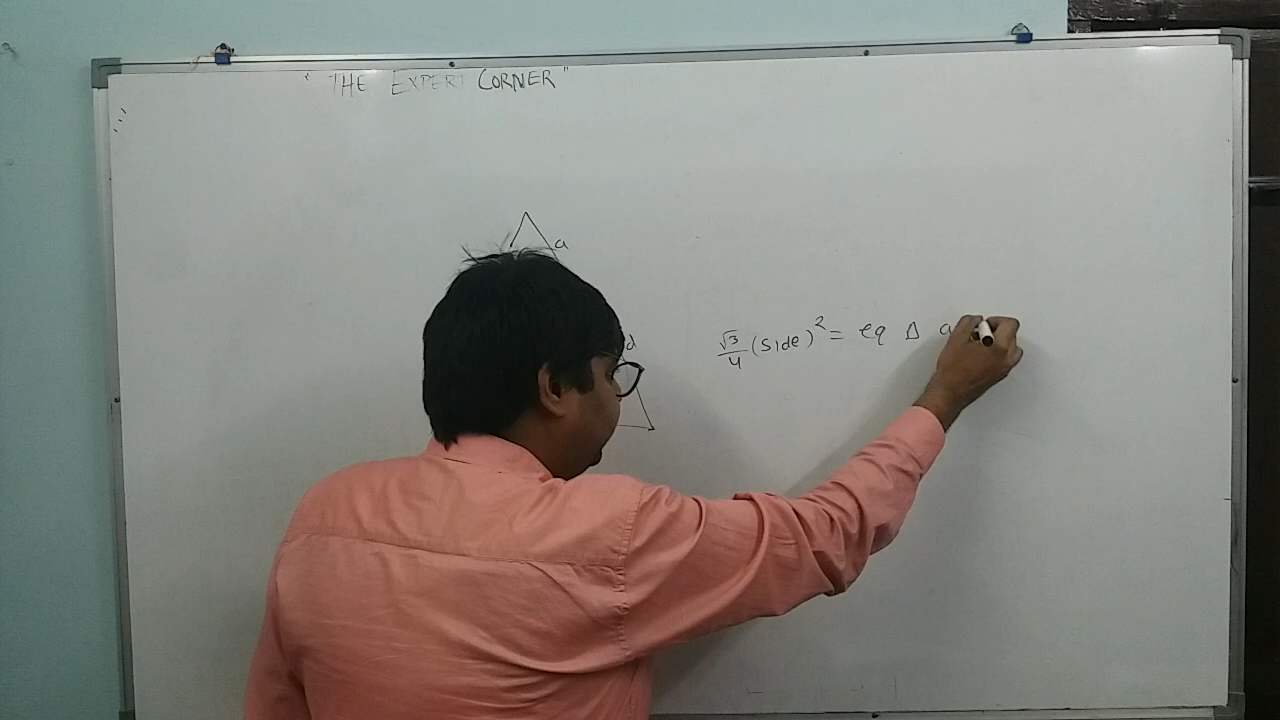 "THE EXPERT CORNER"
a
d
√3/4 (side)² = eq Δ a